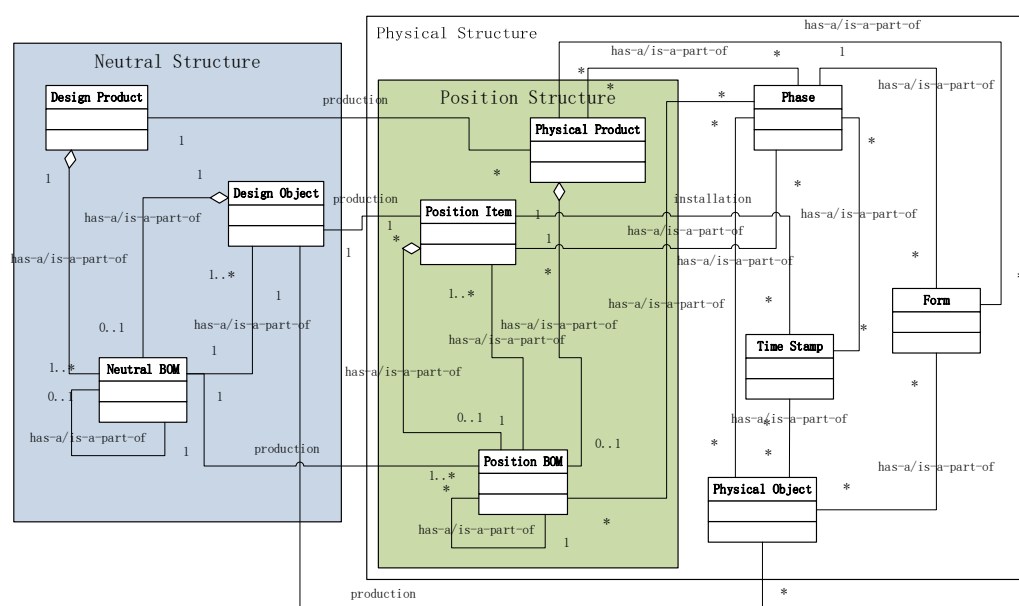 has-a/is-a-part-of
Physical Structure
has-a/is-a-part-of
*
1
Neutral Structure
*
*
has-a/is-a-part-of
Design Product
production
Position Structure
*
Phase
Physical Product
*
1
*
1
1
*
*
Design Object
production
Position Item
installation
has-a/is-a-part-of
1
has-a/is-a-part-of
1
*
1
has-a/is-a-part-of
1
has-a/is-a-part-of
has-a/is-a-part-of
*
1..*
*
1
1..*
*
Form
has-a/is-a-part-of
0..1
has-a/is-a-part-of
has-a/is-a-part-of
*
has-a/is-a-part-of
1
Time Stamp
1..*
Neutral BOM
has-a/is-a-part-of
*
0..1
1
0..1
1
has-a/is-a-part-of
*
has-a/is-a-part-of
0..1
*
1
production
*
Position BOM
has-a/is-a-part-of
1..*
*
Physical Object
*
*
has-a/is-a-part-of
1
production
*